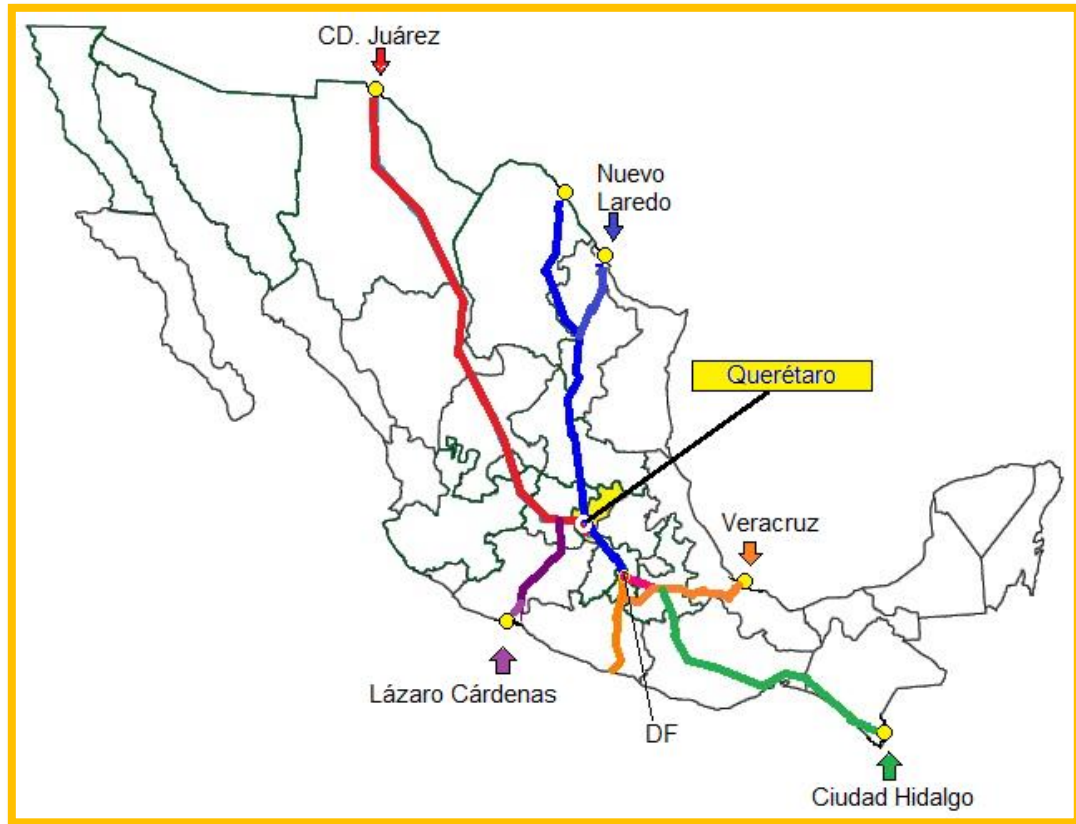 CD. Juárez
Nuevo
Laredo
Querétaro
Veracruz
Lázaro Cárdenas
DF
Ciudad Hidalgo